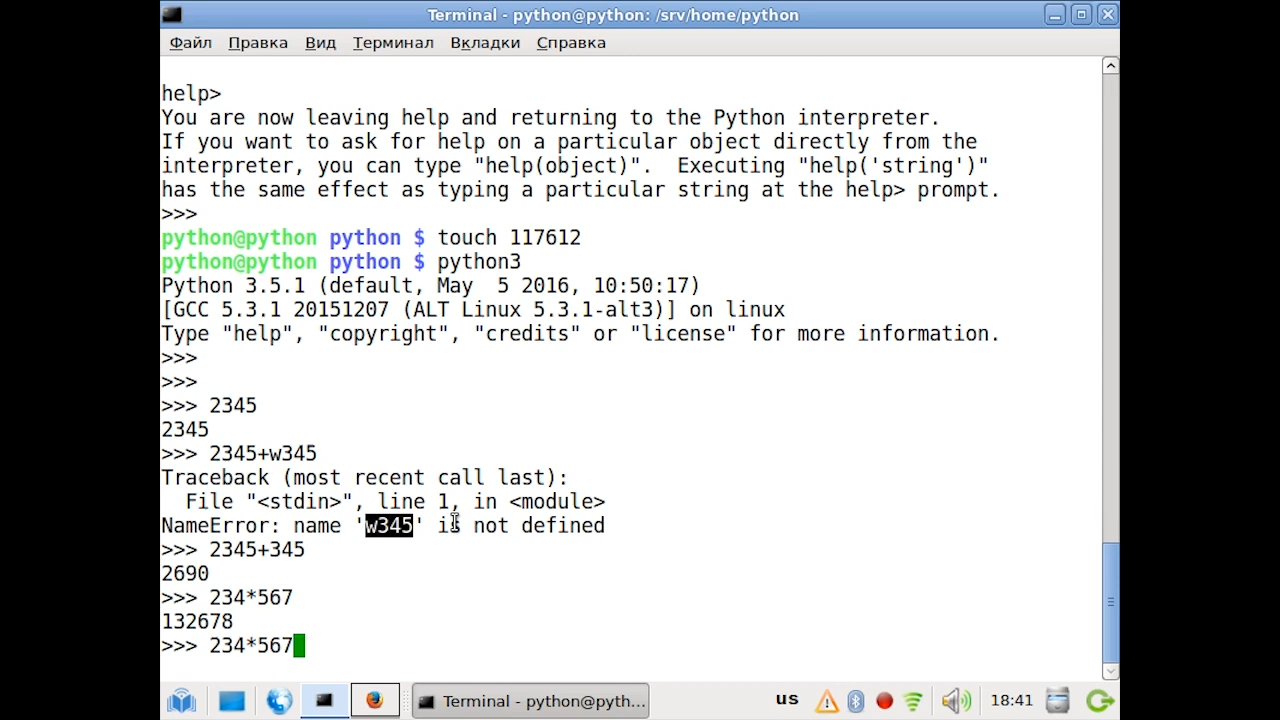 Terminal - python@python: /srv/home/python
Файл Правка Вид Терминал Вкладки Справка
help>
You are now leaving help and returning to the Python interpreter.
If you want to ask for help on a particular object directly from the
interpreter, you can type "help(object)".  Executing "help('string')"
has the same effect as typing a particular string at the help> prompt.
>>>
python@python python $ touch 117612
python@python python $ python3
Python 3.5.1 (default, May  5 2016, 10:50:17)
[GCC 5.3.1 20151207 (ALT Linux 5.3.1-alt3)] on linux
Type "help", "copyright", "credits" or "license" for more information.
>>>
>>>
>>> 2345
2345
>>> 2345+w345
Traceback (most recent call last):
  File "<stdin>", line 1, in <module>
NameError: name 'w345' is not defined
>>> 2345+345
2690
>>> 234*567
132678
>>> 234*567
Terminal - python@pyth... us 18:41